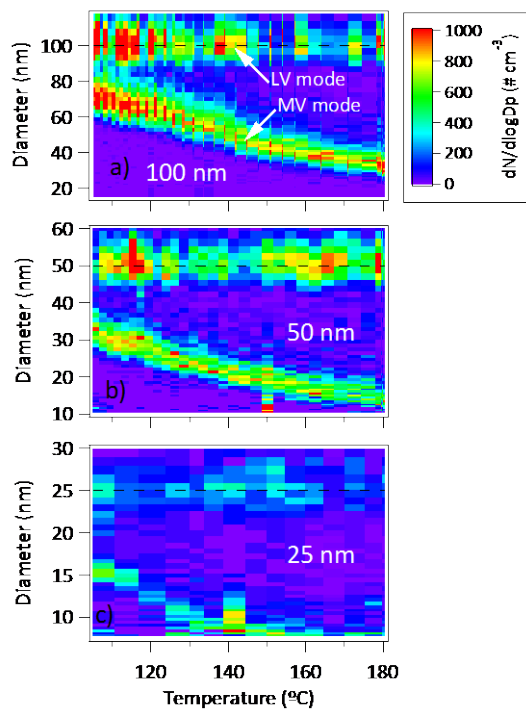 Diameter (nm)
100
80
60
40
20
LV mode
MV mode
a)
100 nm
1000
800
600
400
200
0
dN/dlogDp (# cm⁻³)
Diameter (nm)
60
50
40
30
20
10
50 nm
b)
Diameter (nm)
30
25
20
15
10
25 nm
c)
120
140
160
180
Temperature (ºC)